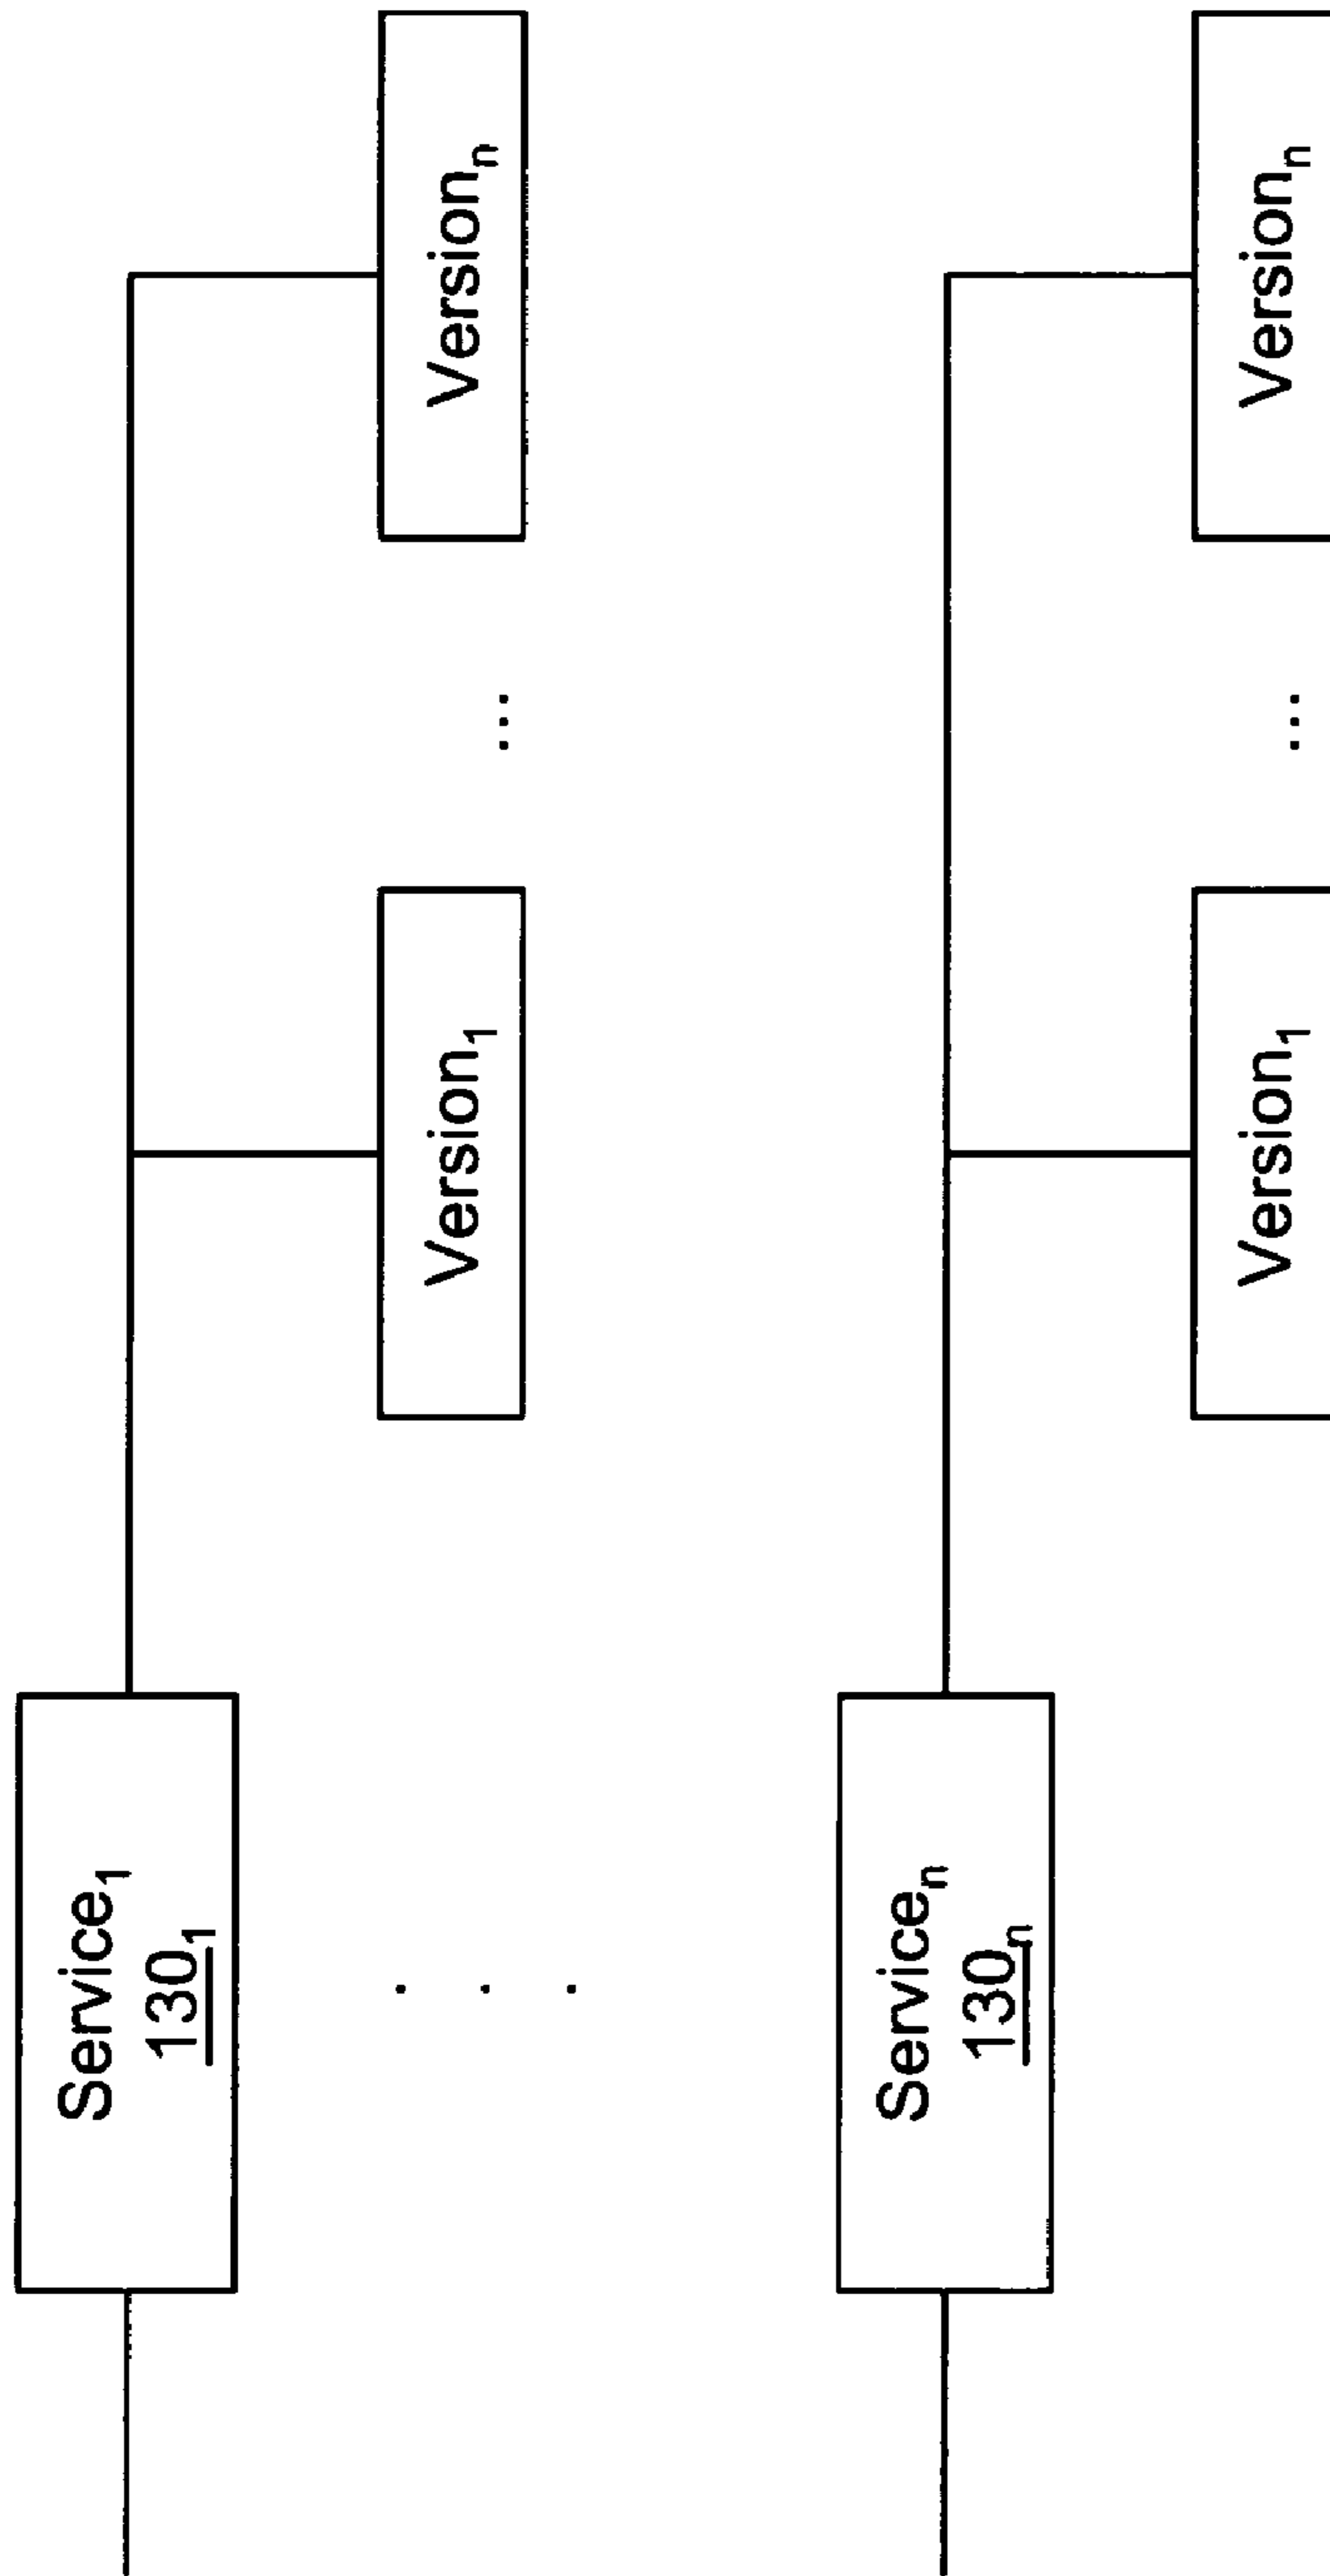 Service₁
130₁
Version₁
...
Versionₙ
. . .
Serviceₙ
130ₙ
Version₁
...
Versionₙ